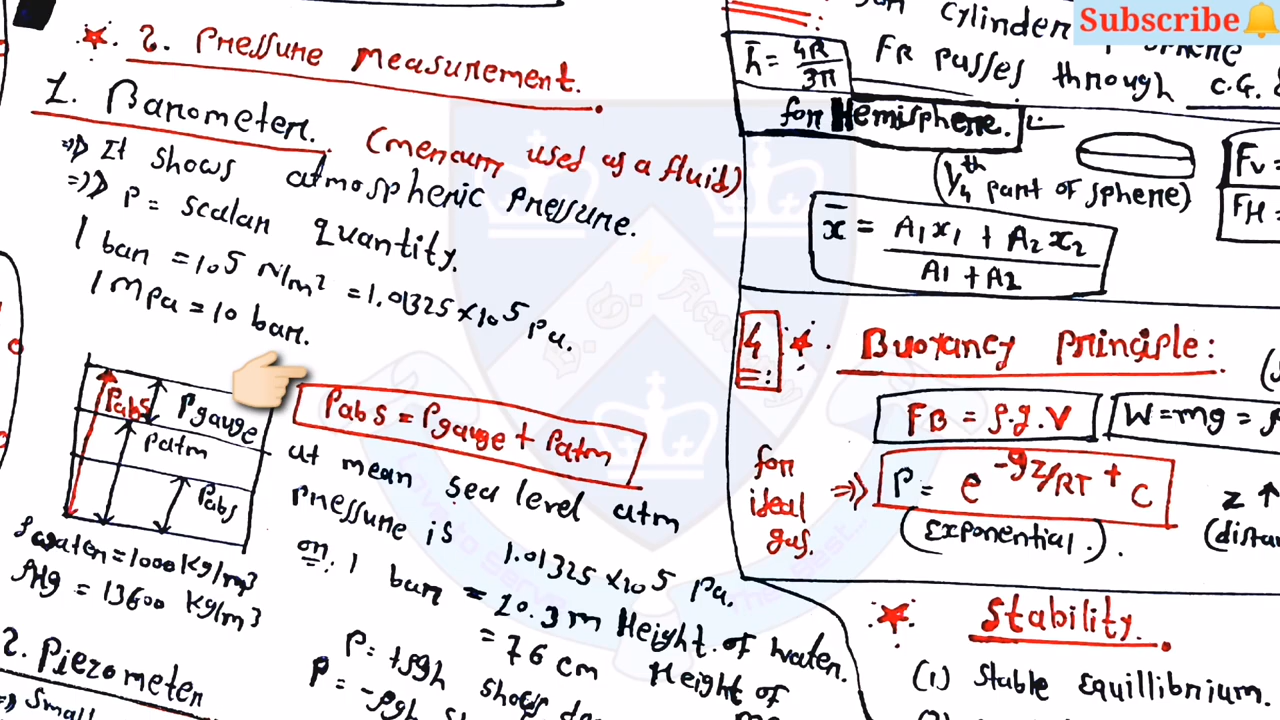 Subscribe
2. Pressure measurement.
1. Barometer. (mercury used as a fluid)
=> It shows atmospheric pressure.
=> P = scalar quantity.
1 bar = 10^5 N/m² = 1.01325 × 10^5 Pa.
1 MPa = 10 bar.
Pabs Pgauge
Patm
Pabs
Pabs = Pgauge + Patm
at mean sea level atm
pressure is 1.01325 × 10^5 Pa.
or. 1 bar = 10.3 m Height of water.
= 76 cm Height of
ρwater = 1000 Kg/m³
ρHg = 13600 Kg/m³
P = +ρgh shows
P = -ρgh
2. Piezometer
=> Small
cylinder
FR passes through C.G.
h̄ = 4R/3π
for Hemisphere.
(1/4th part of sphere)
Fv =
FH =
x̄ = A1x1 + A2x2 / A1 + A2
4 Buoyancy principle:
FB = ρ.g.V
W = mg =
for ideal gas. => P = e^-gz/RT + C
(Exponential.).
Z ↑
Stability.
(1) Stable Equillibrium.